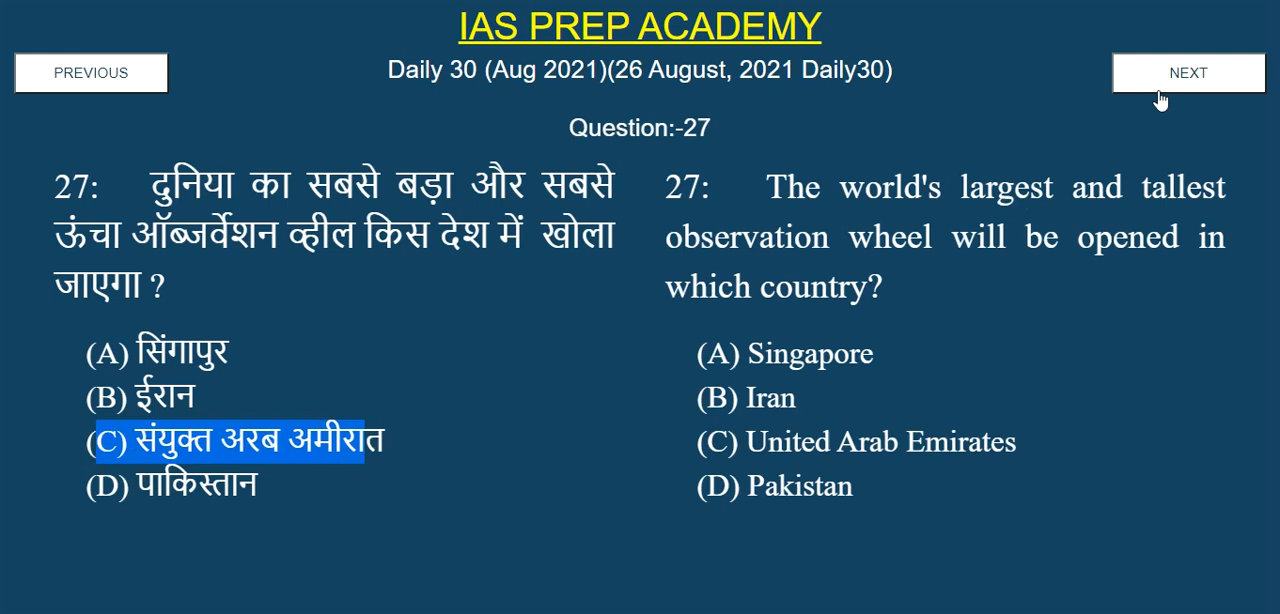 IAS PREP ACADEMY
PREVIOUS
Daily 30 (Aug 2021)(26 August, 2021 Daily30)
NEXT
Question:-27
27: दुनिया का सबसे बड़ा और सबसे
ऊंचा ऑब्जर्वेशन व्हील किस देश में खोला
जाएगा ?
(A) सिंगापुर
(B) ईरान
(C) संयुक्त अरब अमीरात
(D) पाकिस्तान
27: The world's largest and tallest
observation wheel will be opened in
which country?
(A) Singapore
(B) Iran
(C) United Arab Emirates
(D) Pakistan